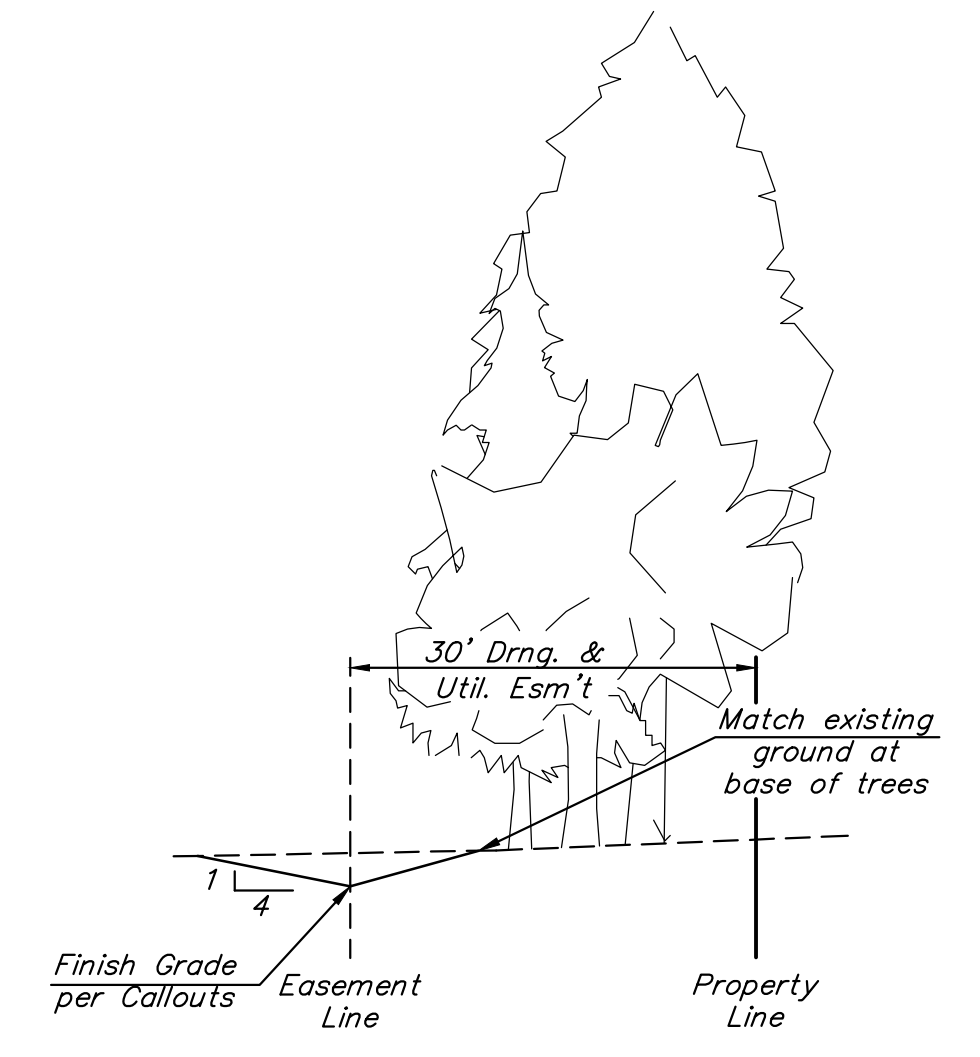 30' Drng. &
Util. Esm't
Match existing
ground at
base of trees
1
4
Finish Grade
per Callouts
Easement
Line
Property
Line